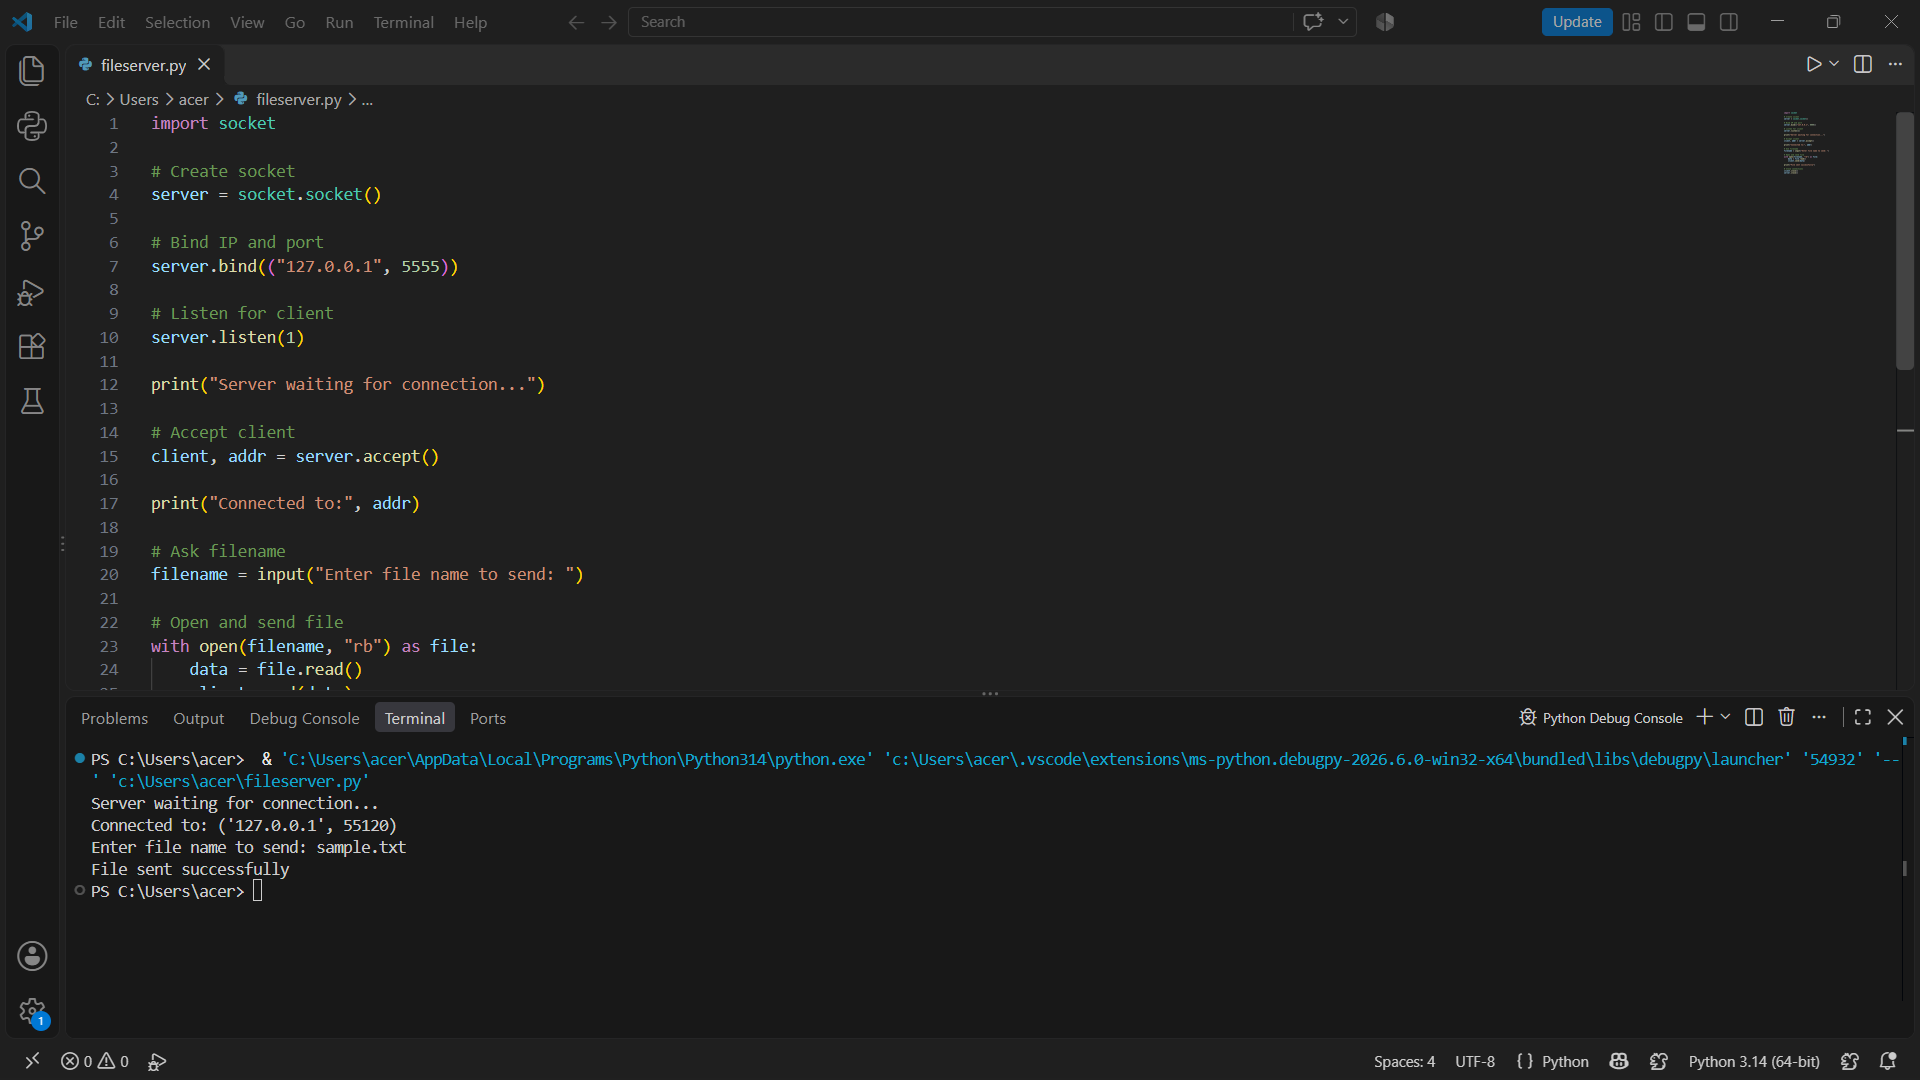 File Edit Selection View Go Run Terminal Help Search Update
fileserver.py
C: > Users > acer > fileserver.py > ...
1 import socket
2
3 # Create socket
4 server = socket.socket()
5
6 # Bind IP and port
7 server.bind(("127.0.0.1", 5555))
8
9 # Listen for client
10 server.listen(1)
11
12 print("Server waiting for connection...")
13
14 # Accept client
15 client, addr = server.accept()
16
17 print("Connected to:", addr)
18
19 # Ask filename
20 filename = input("Enter file name to send: ")
21
22 # Open and send file
23 with open(filename, "rb") as file:
24 data = file.read()
Problems Output Debug Console Terminal Ports Python Debug Console
PS C:\Users\acer> & 'C:\Users\acer\AppData\Local\Programs\Python\Python314\python.exe' 'c:\Users\acer\.vscode\extensions\ms-python.debugpy-2026.6.0-win32-x64\bundled\libs\debugpy\launcher' '54932' '--
' 'c:\Users\acer\fileserver.py'
Server waiting for connection...
Connected to: ('127.0.0.1', 55120)
Enter file name to send: sample.txt
File sent successfully
PS C:\Users\acer>
1
0 0 Spaces: 4 UTF-8 {} Python Python 3.14 (64-bit)